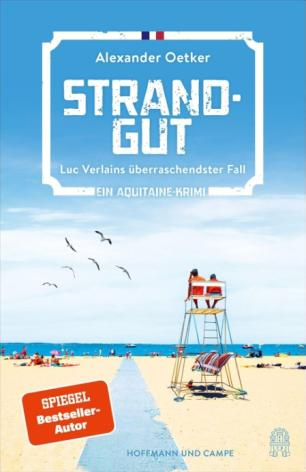 Alexander Oetker
STRAND-
GUT
Luc Verlains überraschendster Fall
EIN AQUITAINE-KRIMI
SPIEGEL
Bestseller-
Autor
HOFFMANN UND CAMPE